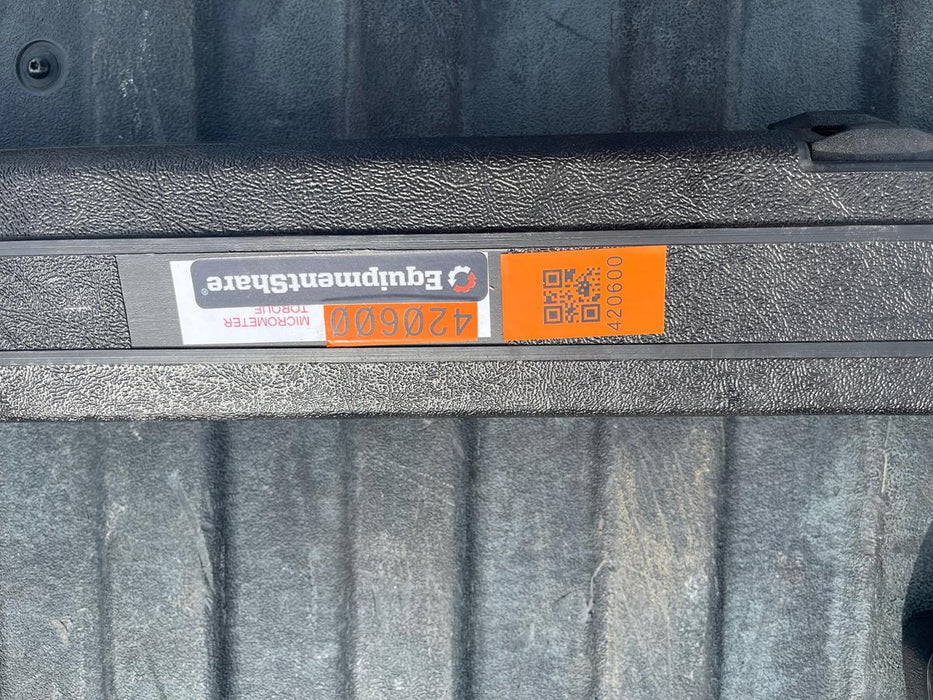 EquipmentShare®
420600
MICROMETER
TORQUE
420600